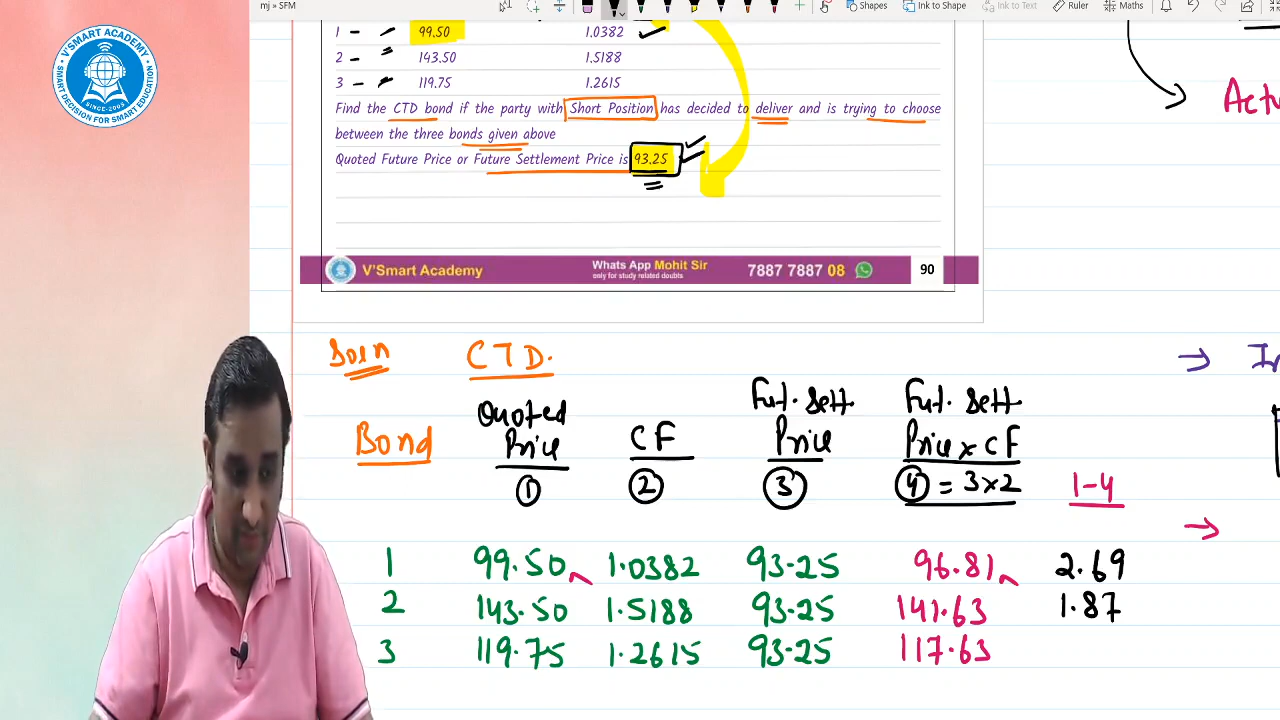 mj » SFM
Shapes
Ink to Shape
Ink to Text
Ruler
Maths
V'SMART ACADEMY
SINCE-2005
SMART DECISION FOR SMART EDUCATION
1 - 99.50 1.0382
2 - 143.50 1.5188
3 - 119.75 1.2615
Find the CTD bond if the party with Short Position has decided to deliver and is trying to choose
between the three bonds given above
Quoted Future Price or Future Settlement Price is 93.25
V'Smart Academy
Whats App Mohit Sir
only for study related doubts
7887 7887 08
90
Soln CTD.
Bond
Quoted Price ①
CF ②
Fut. Sett. Price ③
Fut. Sett Price x CF ④ = 3x2
1-4
1 99.50 1.0382 93.25 96.81 2.69
2 143.50 1.5188 93.25 141.63 1.87
3 119.75 1.2615 93.25 117.63